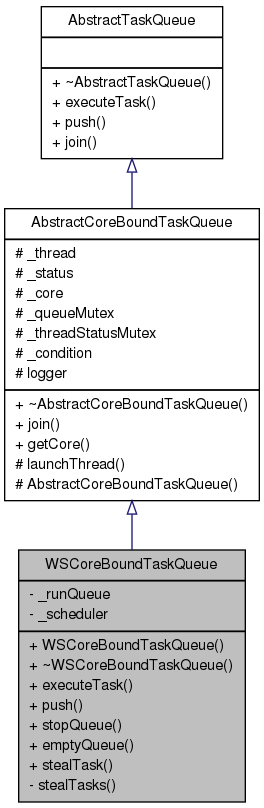 AbstractTaskQueue
+ ~AbstractTaskQueue()
+ executeTask()
+ push()
+ join()
AbstractCoreBoundTaskQueue
# _thread
# _status
# _core
# _queueMutex
# _threadStatusMutex
# _condition
# logger
+ ~AbstractCoreBoundTaskQueue()
+ join()
+ getCore()
# launchThread()
# AbstractCoreBoundTaskQueue()
WSCoreBoundTaskQueue
- _runQueue
- _scheduler
+ WSCoreBoundTaskQueue()
+ ~WSCoreBoundTaskQueue()
+ executeTask()
+ push()
+ stopQueue()
+ emptyQueue()
+ stealTask()
- stealTasks()